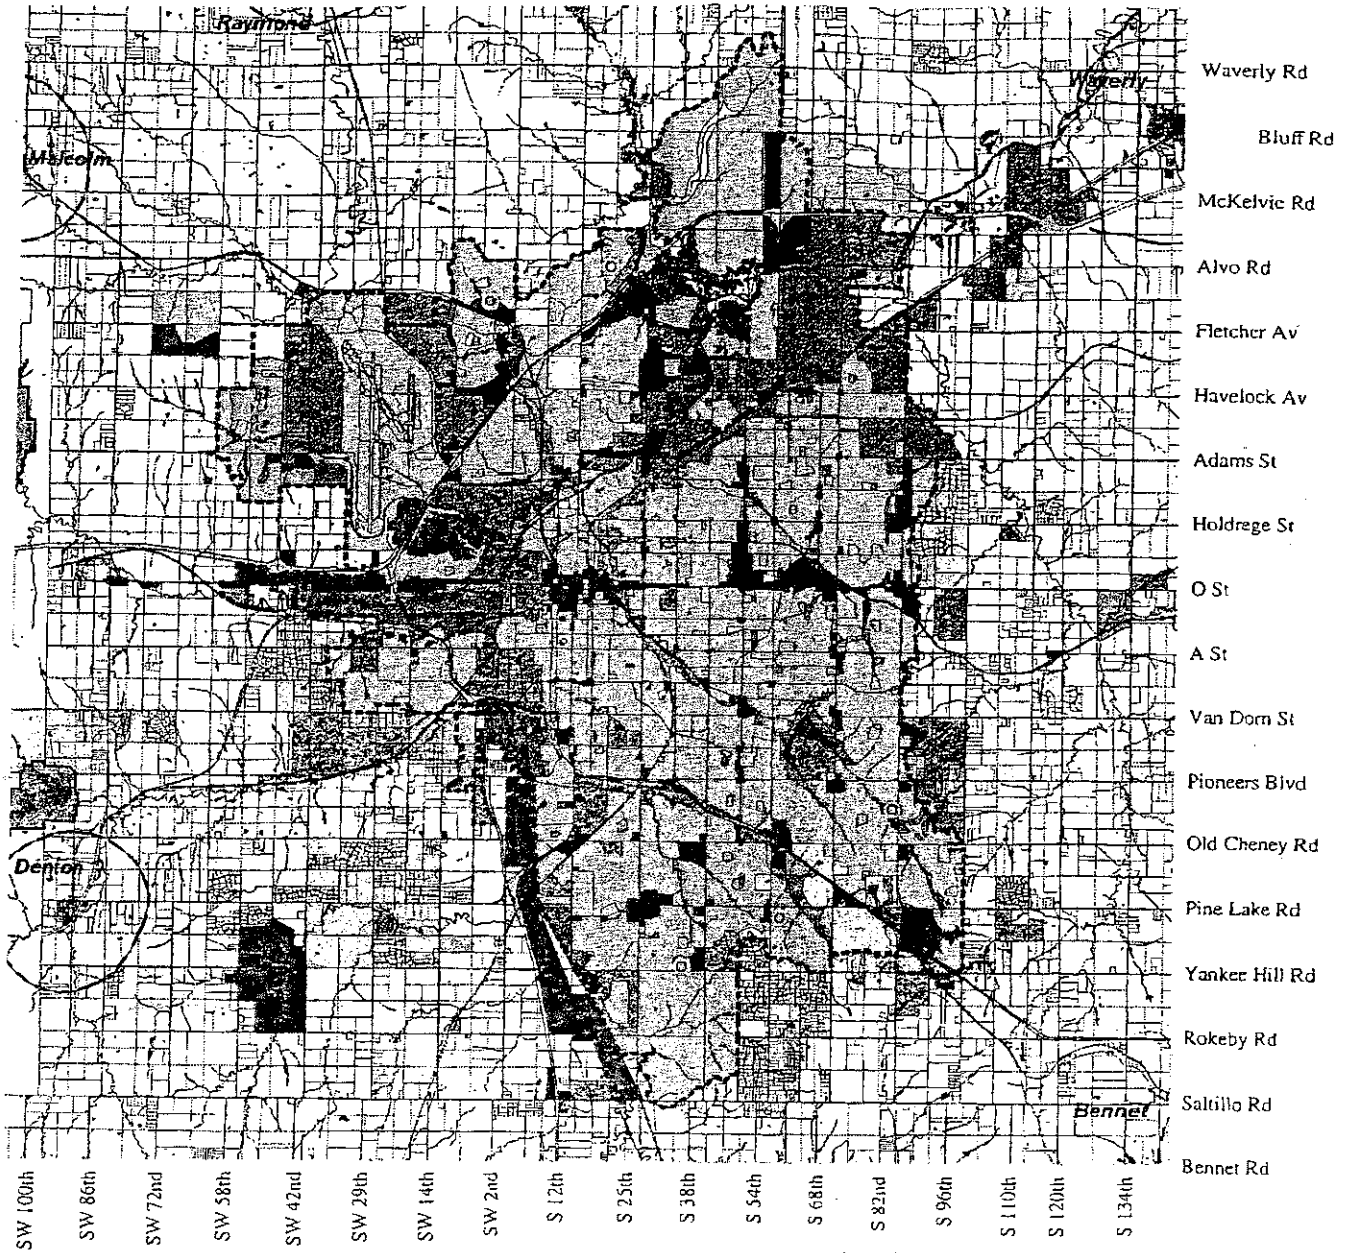 Raymond
Waverly Rd
Waverly
Bluff Rd
Malcolm
McKelvie Rd
Alvo Rd
Fletcher Av
Havelock Av
Adams St
Holdrege St
O St
A St
Van Dorn St
Pioneers Blvd
Old Cheney Rd
Denton
Pine Lake Rd
Yankee Hill Rd
Rokeby Rd
Saltillo Rd
Bennet
Bennet Rd
SW 100th
SW 86th
SW 72nd
SW 58th
SW 42nd
SW 29th
SW 14th
SW 2nd
S 12th
S 25th
S 38th
S 54th
S 68th
S 82nd
S 96th
S 110th
S 120th
S 134th